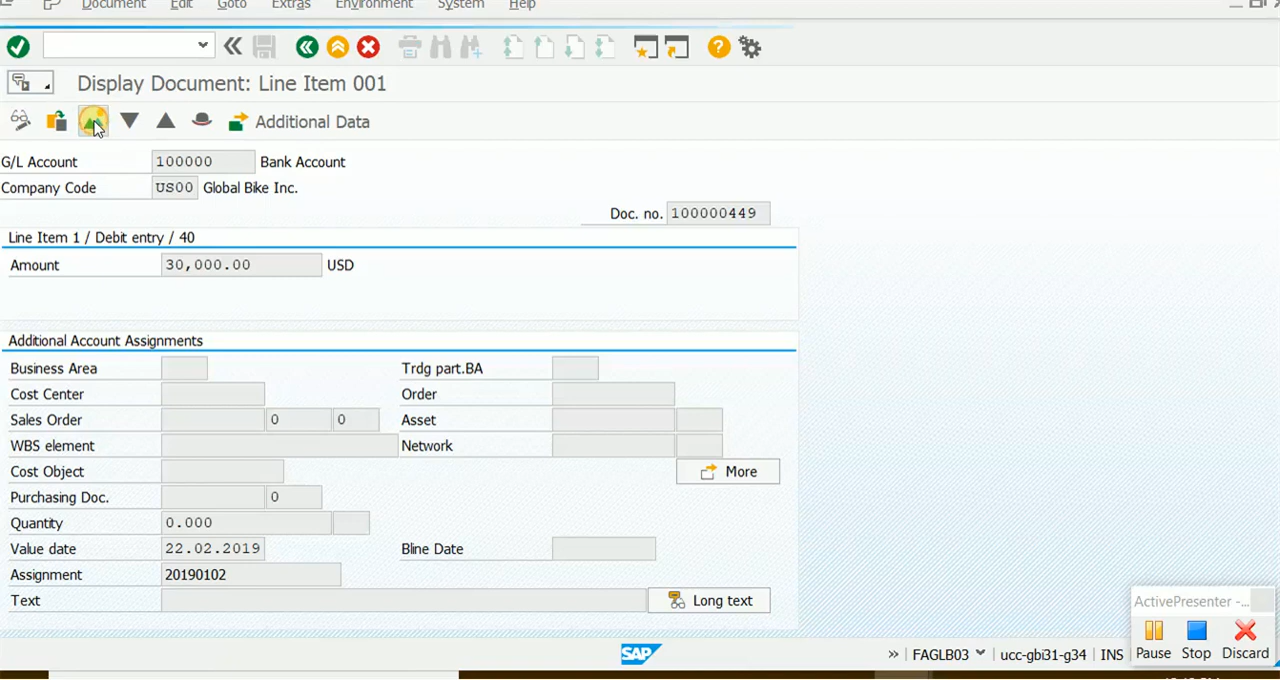 Document Edit Goto Extras Environment System Help
Display Document: Line Item 001
Additional Data
G/L Account 100000 Bank Account
Company Code US00 Global Bike Inc.
Doc. no. 100000449
Line Item 1 / Debit entry / 40
Amount 30,000.00 USD
Additional Account Assignments
Business Area Trdg part.BA
Cost Center Order
Sales Order 0 0 Asset
WBS element Network
Cost Object More
Purchasing Doc. 0
Quantity 0.000
Value date 22.02.2019 Bline Date
Assignment 20190102
Text Long text
ActivePresenter -...
Pause Stop Discard
SAP » FAGLB03 ucc-gbi31-g34 INS